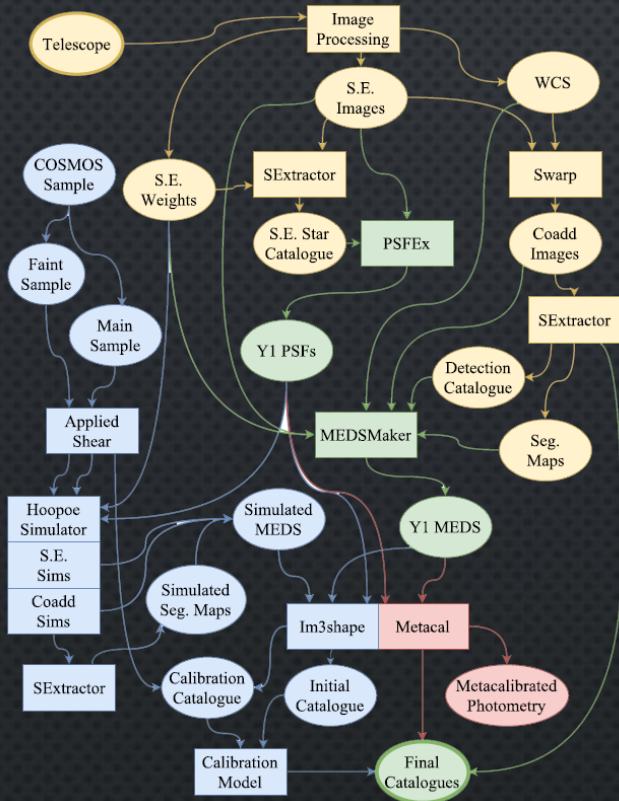 Image
Processing
Telescope
S.E.
Images
WCS
COSMOS
Sample
S.E.
Weights
SExtractor
Swarp
S.E. Star
Catalogue
PSFEx
Coadd
Images
Faint
Sample
Main
Sample
SExtractor
Y1 PSFs
Detection
Catalogue
Applied
Shear
MEDSMaker
Seg.
Maps
Hoopoe
Simulator
S.E.
Sims
Coadd
Sims
Simulated
MEDS
Y1 MEDS
Simulated
Seg. Maps
Im3shape
Metacal
SExtractor
Calibration
Catalogue
Initial
Catalogue
Metacalibrated
Photometry
Calibration
Model
Final
Catalogues